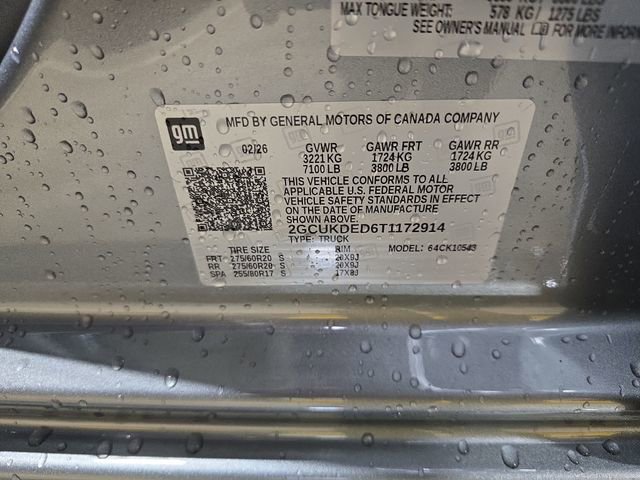 MAX TONGUE WEIGHT: 578 KG / 1275 LBS
SEE OWNER'S MANUAL FOR MORE INFORM
gm
MFD BY GENERAL MOTORS OF CANADA COMPANY
02/26 GVWR GAWR FRT GAWR RR
3221 KG 1724 KG 1724 KG
7100 LB 3800 LB 3800 LB
THIS VEHICLE CONFORMS TO ALL
APPLICABLE U.S. FEDERAL MOTOR
VEHICLE SAFETY STANDARDS IN EFFECT
ON THE DATE OF MANUFACTURE
SHOWN ABOVE.
2GCUKDED6T1172914
TYPE: TRUCK
TIRE SIZE RIM MODEL: 64CK10543
FRT 275/60R20 S 20X9J
RR 275/60R20 S 20X9J
SPA 255/80R17 S 17X8J